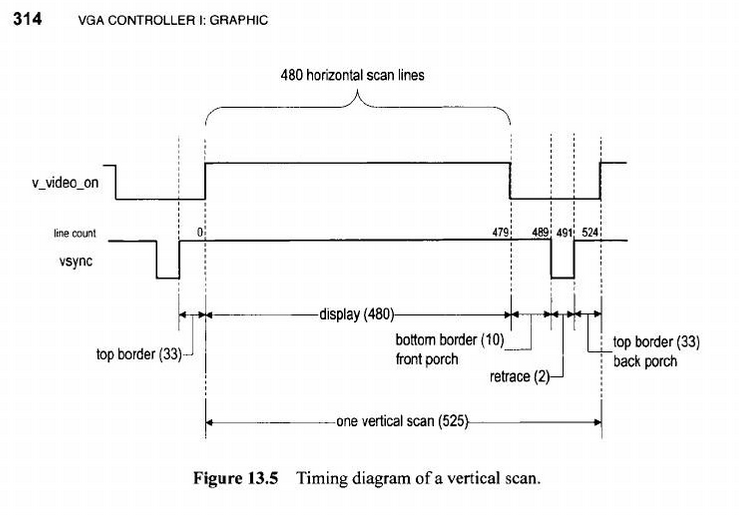 314 VGA CONTROLLER I: GRAPHIC
480 horizontal scan lines
v_video_on
line count 0 479 489 491 524
vsync
display (480)
top border (33)
bottom border (10)
front porch
retrace (2)
top border (33)
back porch
one vertical scan (525)
Figure 13.5 Timing diagram of a vertical scan.